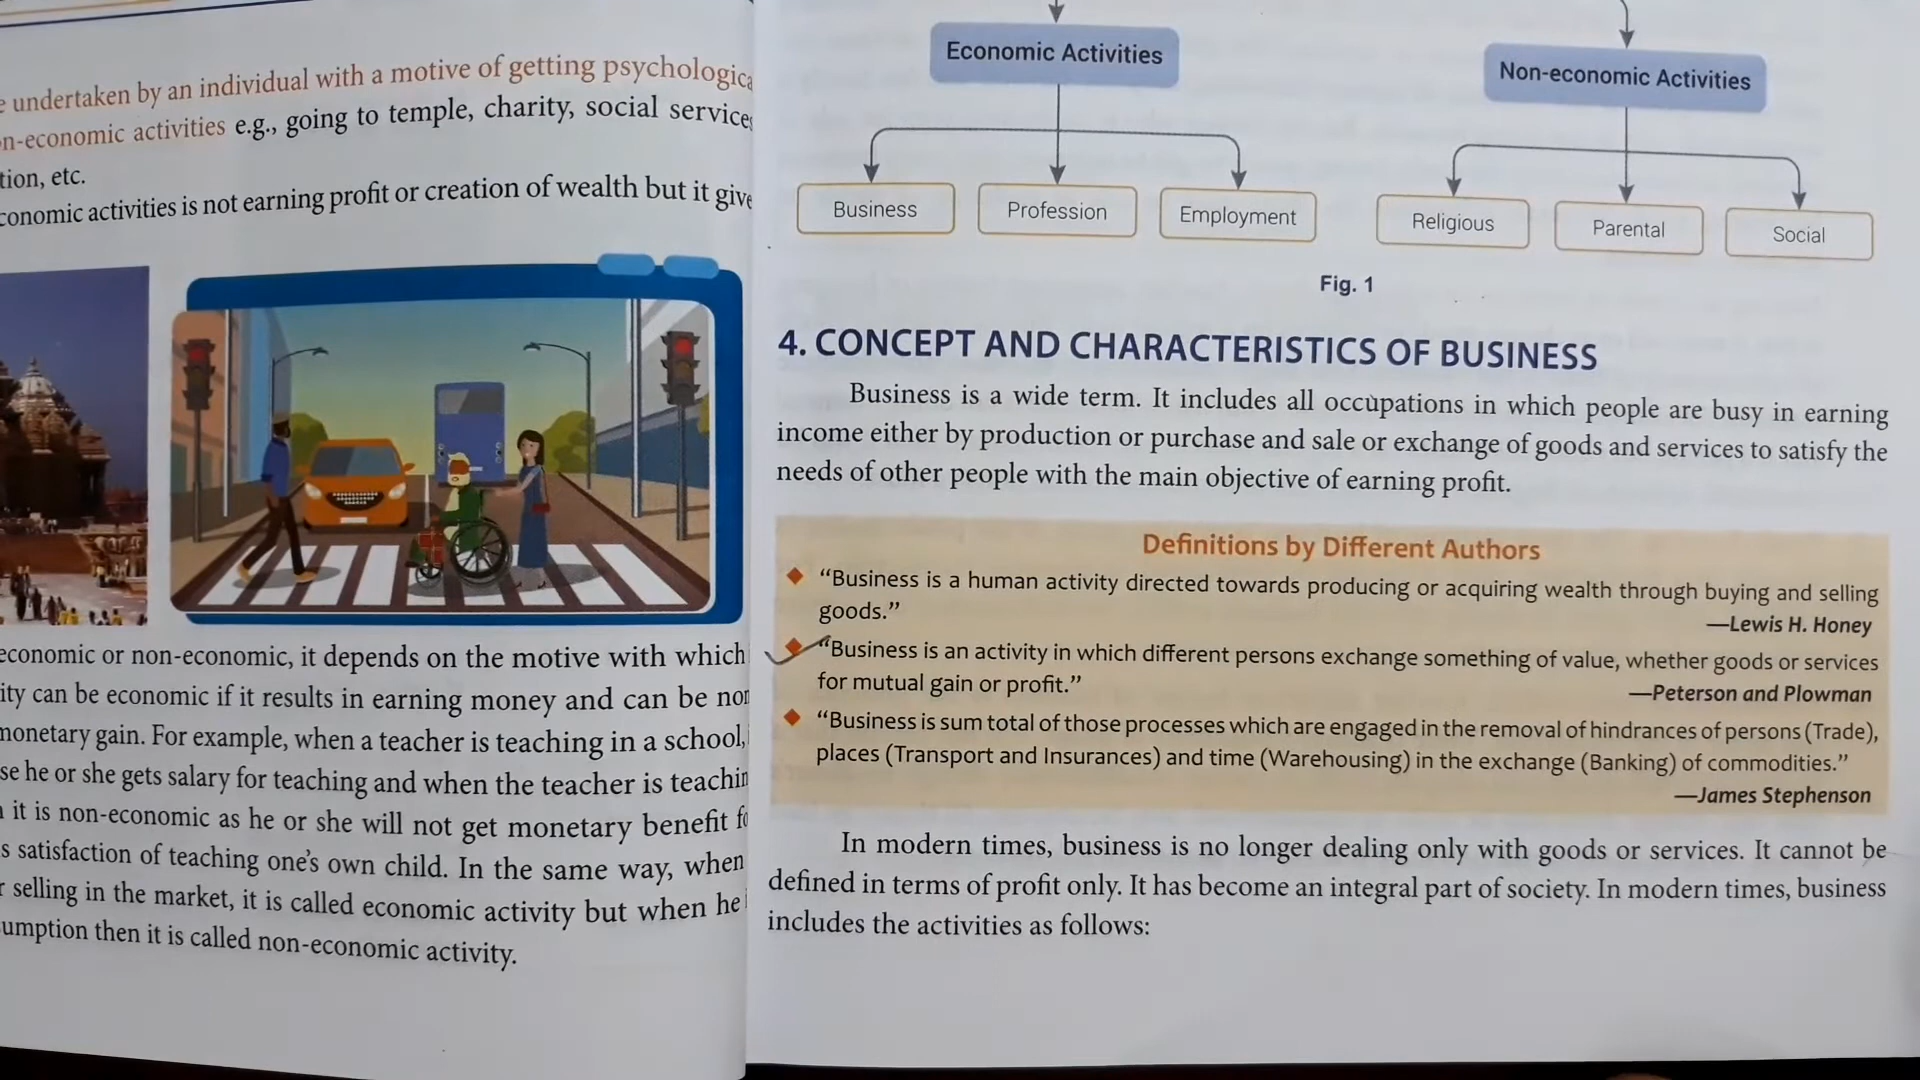 e undertaken by an individual with a motive of getting psychologica
on-economic activities e.g., going to temple, charity, social services
tion, etc.
conomic activities is not earning profit or creation of wealth but it give
economic or non-economic, it depends on the motive with which
ity can be economic if it results in earning money and can be non
monetary gain. For example, when a teacher is teaching in a school,
se he or she gets salary for teaching and when the teacher is teachin
it is non-economic as he or she will not get monetary benefit fo
s satisfaction of teaching one's own child. In the same way, when
r selling in the market, it is called economic activity but when he
umption then it is called non-economic activity.
Economic Activities
Non-economic Activities
Business
Profession
Employment
Religious
Parental
Social
Fig. 1
4. CONCEPT AND CHARACTERISTICS OF BUSINESS
Business is a wide term. It includes all occupations in which people are busy in earning
income either by production or purchase and sale or exchange of goods and services to satisfy the
needs of other people with the main objective of earning profit.
Definitions by Different Authors
“Business is a human activity directed towards producing or acquiring wealth through buying and selling
goods.”
—Lewis H. Honey
“Business is an activity in which different persons exchange something of value, whether goods or services
for mutual gain or profit.”
—Peterson and Plowman
“Business is sum total of those processes which are engaged in the removal of hindrances of persons (Trade),
places (Transport and Insurances) and time (Warehousing) in the exchange (Banking) of commodities.”
—James Stephenson
In modern times, business is no longer dealing only with goods or services. It cannot be
defined in terms of profit only. It has become an integral part of society. In modern times, business
includes the activities as follows: